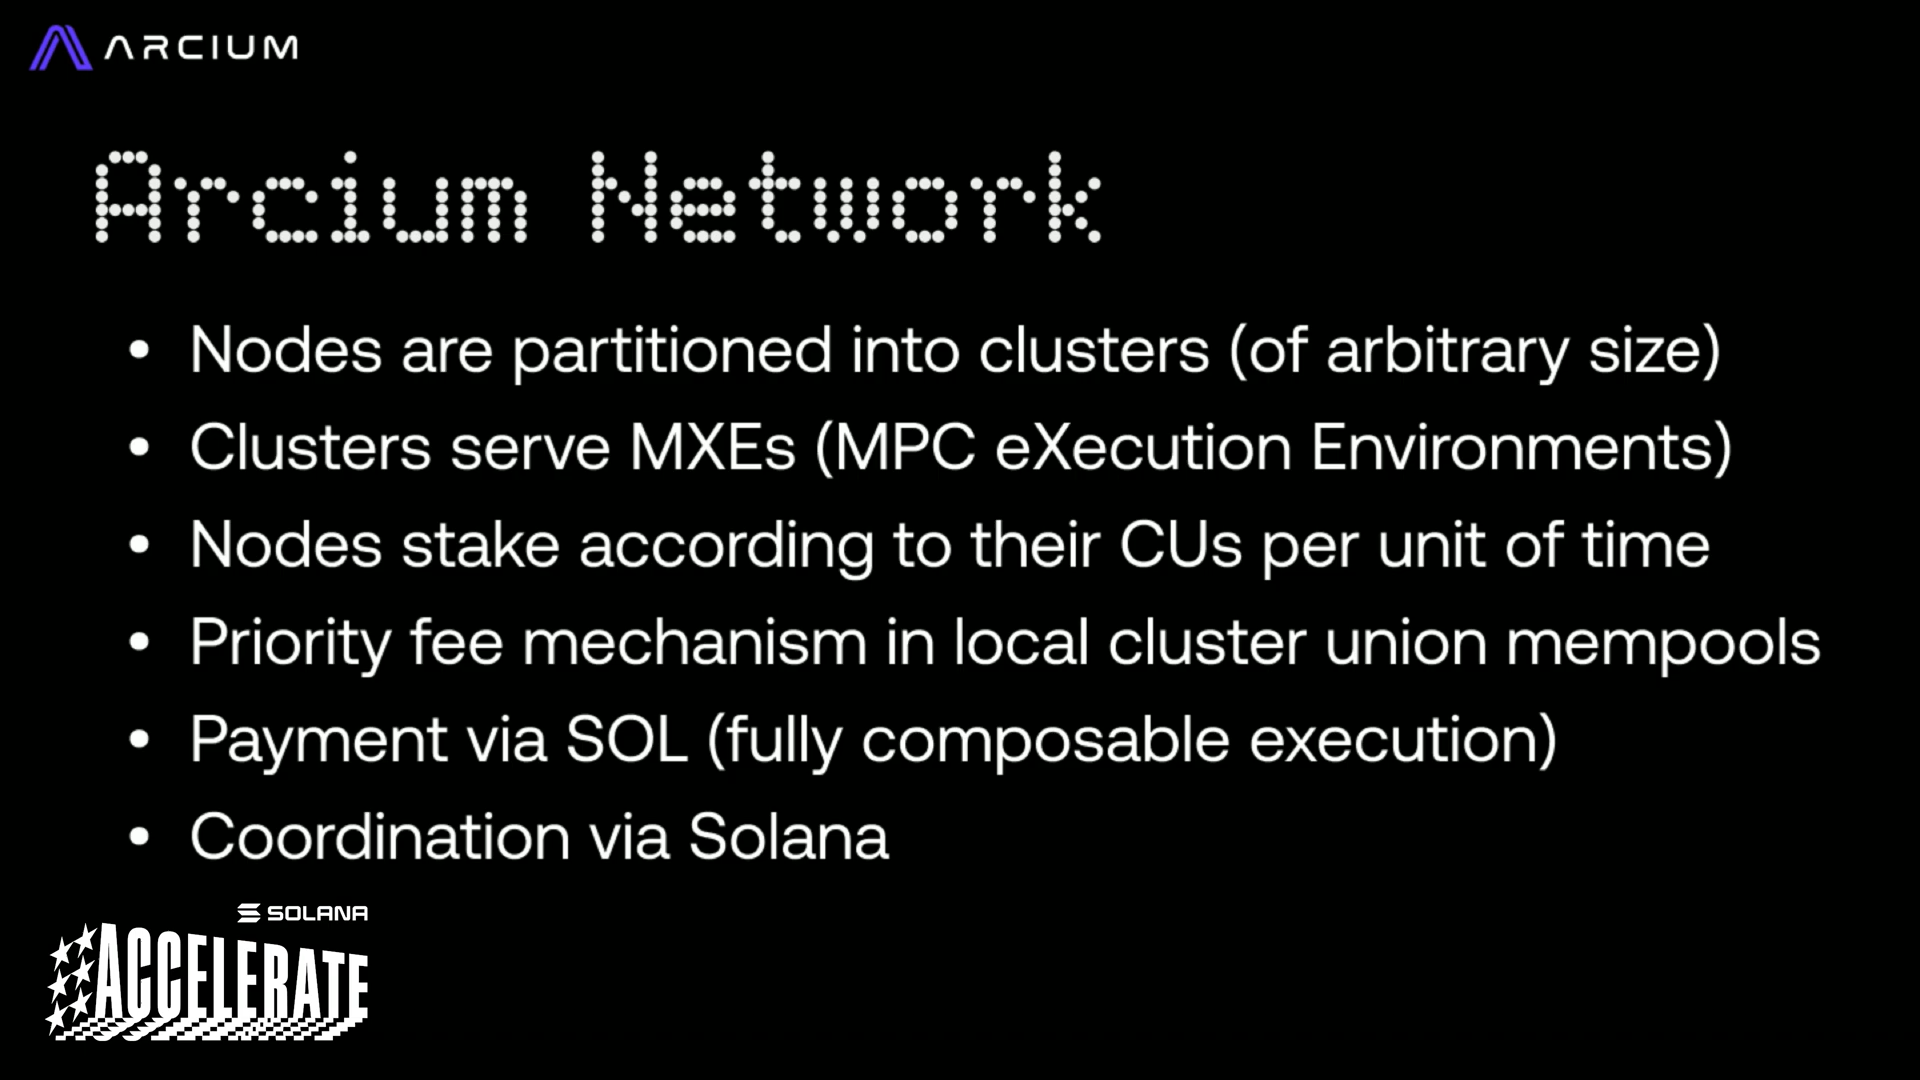 ARCIUM
Arcium Network
• Nodes are partitioned into clusters (of arbitrary size)
• Clusters serve MXEs (MPC eXecution Environments)
• Nodes stake according to their CUs per unit of time
• Priority fee mechanism in local cluster union mempools
• Payment via SOL (fully composable execution)
• Coordination via Solana
SOLANA
ACCELERATE